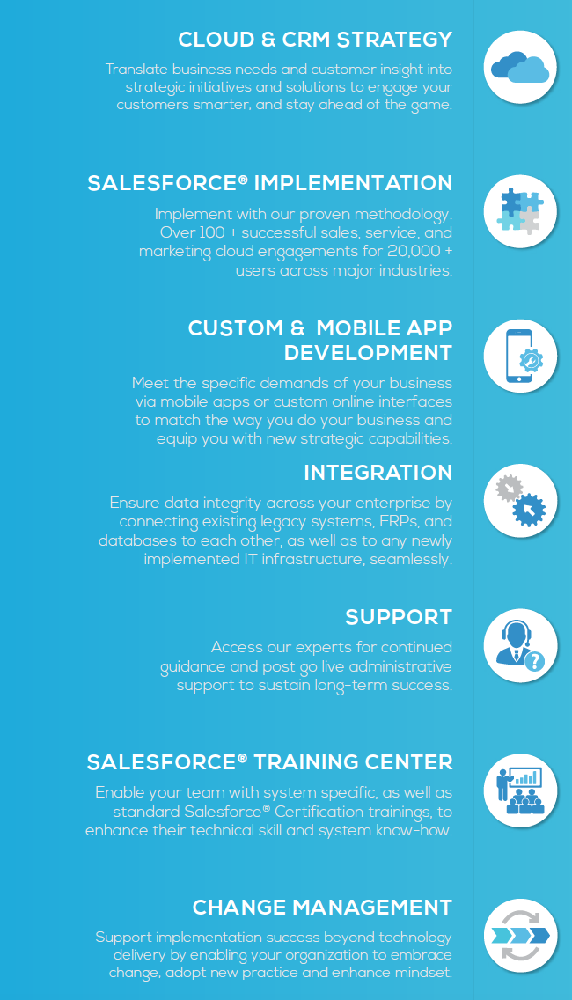 CLOUD & CRM STRATEGY
Translate business needs and customer insight into
strategic initiatives and solutions to engage your
customers smarter, and stay ahead of the game.
SALESFORCE® IMPLEMENTATION
Implement with our proven methodology.
Over 100 + successful sales, service, and
marketing cloud engagements for 20,000 +
users across major industries.
CUSTOM & MOBILE APP
DEVELOPMENT
Meet the specific demands of your business
via mobile apps or custom online interfaces
to match the way you do your business and
equip you with new strategic capabilities.
INTEGRATION
Ensure data integrity across your enterprise by
connecting existing legacy systems, ERPs, and
databases to each other, as well as to any newly
implemented IT infrastructure, seamlessly.
SUPPORT
Access our experts for continued
guidance and post go live administrative
support to sustain long-term success.
?
SALESFORCE® TRAINING CENTER
Enable your team with system specific, as well as
standard Salesforce® Certification trainings, to
enhance their technical skill and system know-how.
CHANGE MANAGEMENT
Support implementation success beyond technology
delivery by enabling your organization to embrace
change, adopt new practice and enhance mindset.